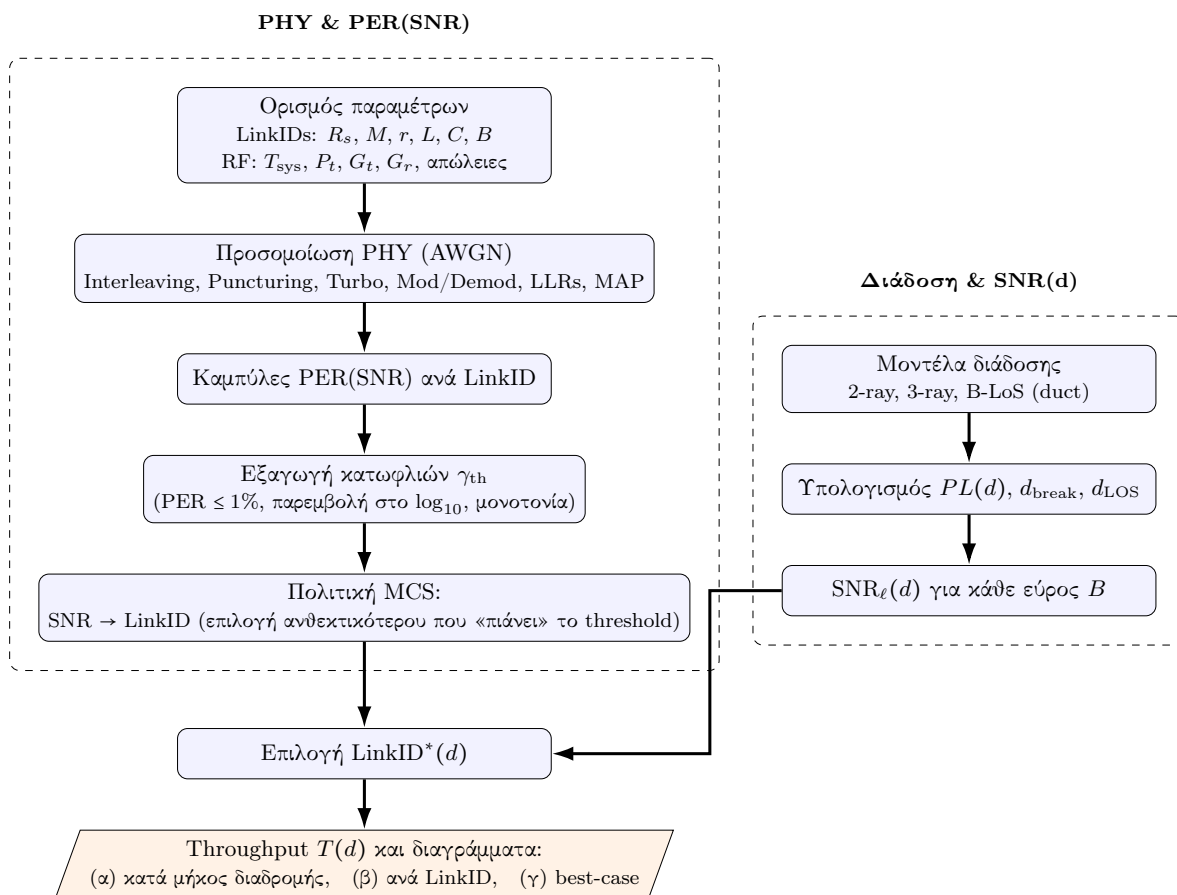 PHY & PER(SNR)
Ορισμός παραμέτρων
LinkIDs: R_s, M, r, L, C, B
RF: T_sys, P_t, G_t, G_r, απώλειες
Προσομοίωση PHY (AWGN)
Interleaving, Puncturing, Turbo, Mod/Demod, LLRs, MAP
Καμπύλες PER(SNR) ανά LinkID
Εξαγωγή κατωφλιών γ_th
(PER ≤ 1%, παρεμβολή στο log_10, μονοτονία)
Πολιτική MCS:
SNR → LinkID (επιλογή ανθεκτικότερου που «πιάνει» το threshold)
Διάδοση & SNR(d)
Μοντέλα διάδοσης
2-ray, 3-ray, B-LoS (duct)
Υπολογισμός PL(d), d_break, d_LOS
SNR_ℓ(d) για κάθε εύρος B
Επιλογή LinkID*(d)
Throughput T(d) και διαγράμματα:
(α) κατά μήκος διαδρομής, (β) ανά LinkID, (γ) best-case